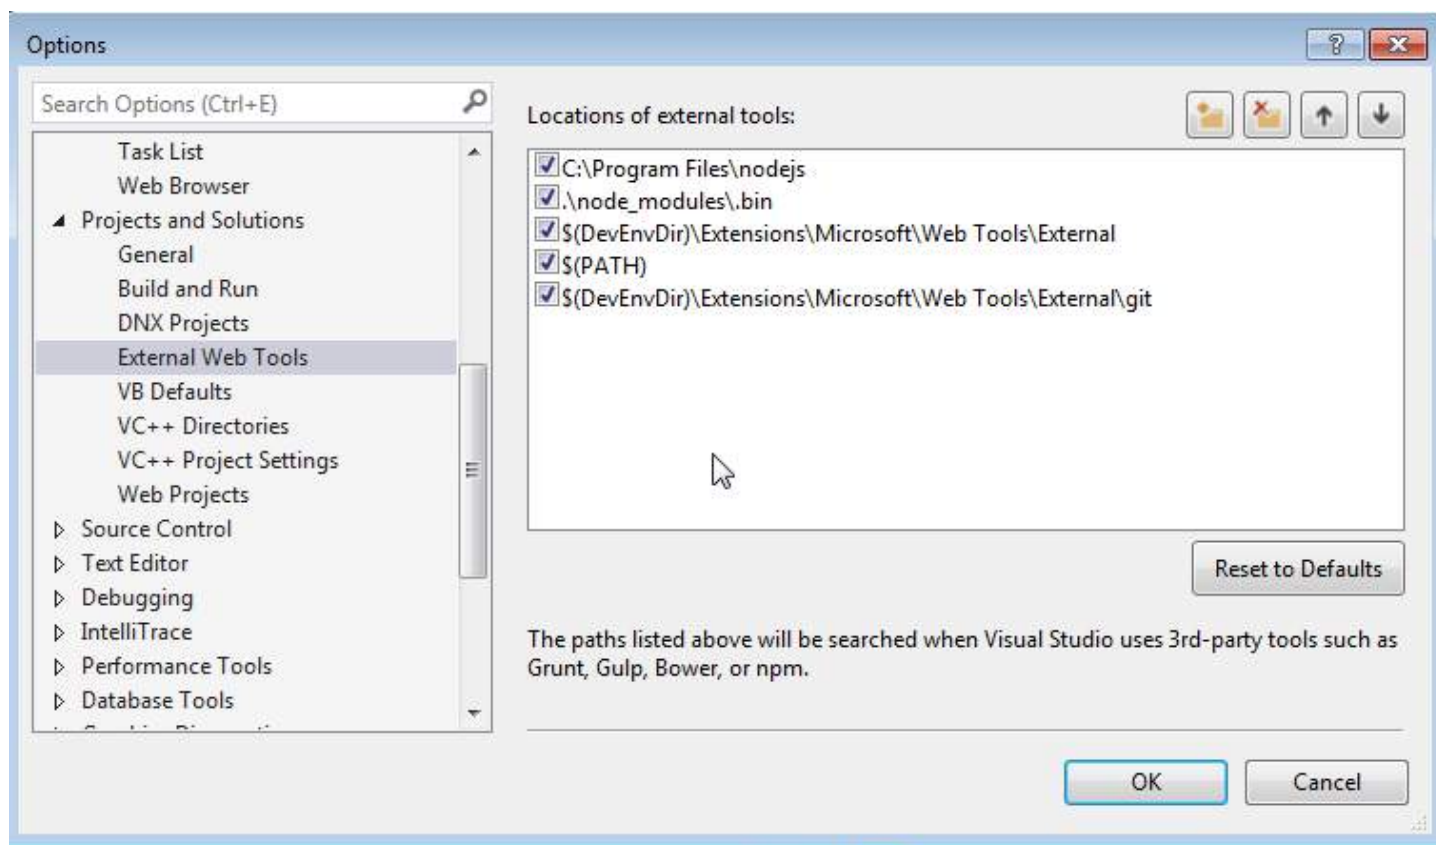 Options
Search Options (Ctrl+E)
Task List
Web Browser
Projects and Solutions
General
Build and Run
DNX Projects
External Web Tools
VB Defaults
VC++ Directories
VC++ Project Settings
Web Projects
Source Control
Text Editor
Debugging
IntelliTrace
Performance Tools
Database Tools
Locations of external tools:
C:\Program Files\nodejs
.\node_modules\.bin
$(DevEnvDir)\Extensions\Microsoft\Web Tools\External
$(PATH)
$(DevEnvDir)\Extensions\Microsoft\Web Tools\External\git
Reset to Defaults
The paths listed above will be searched when Visual Studio uses 3rd-party tools such as
Grunt, Gulp, Bower, or npm.
OK
Cancel